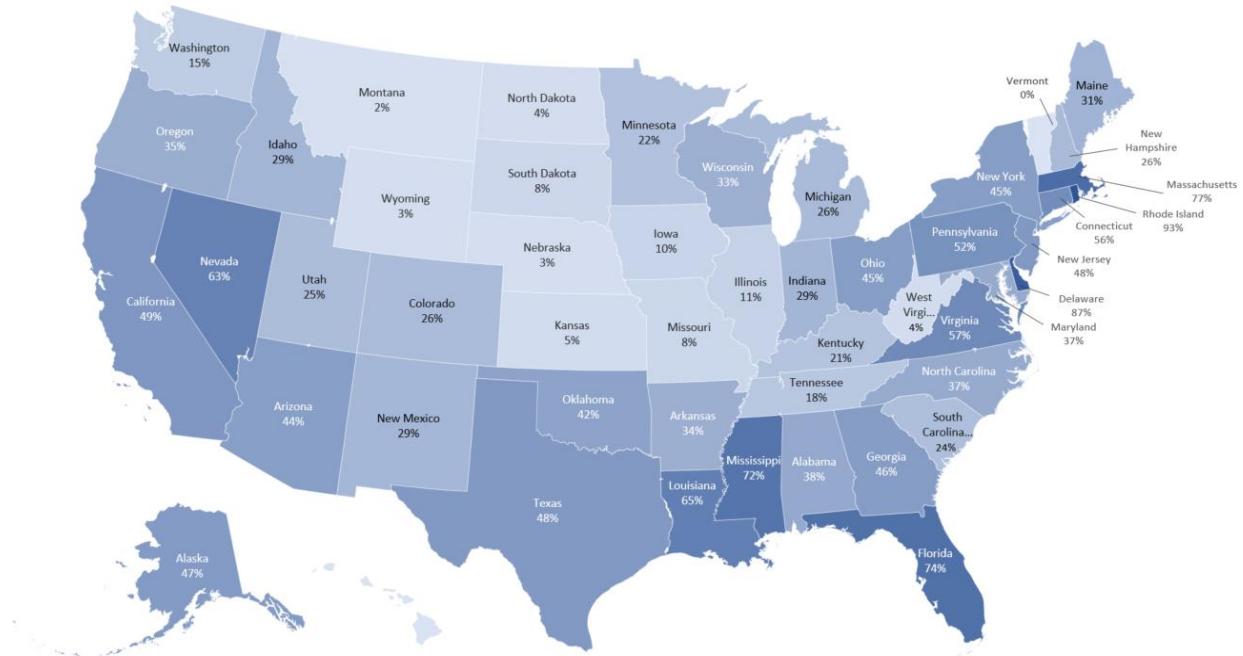 Washington
15%
Montana
2%
North Dakota
4%
Minnesota
22%
Vermont
0%
Maine
31%
Oregon
35%
Idaho
29%
South Dakota
8%
Wisconsin
33%
Michigan
26%
New York
45%
New
Hampshire
26%
Massachusetts
77%
Rhode Island
93%
Connecticut
56%
Wyoming
3%
Iowa
10%
Pennsylvania
52%
New Jersey
48%
Nebraska
3%
Nevada
63%
Utah
25%
Colorado
26%
Illinois
11%
Indiana
29%
Ohio
45%
Delaware
87%
Maryland
37%
California
49%
Kansas
5%
Missouri
8%
West
Virgi...
4%
Virginia
57%
Kentucky
21%
North Carolina
37%
Tennessee
18%
Arizona
44%
New Mexico
29%
Oklahoma
42%
Arkansas
34%
South
Carolina...
24%
Mississippi
72%
Alabama
38%
Georgia
46%
Texas
48%
Louisiana
65%
Alaska
47%
Florida
74%